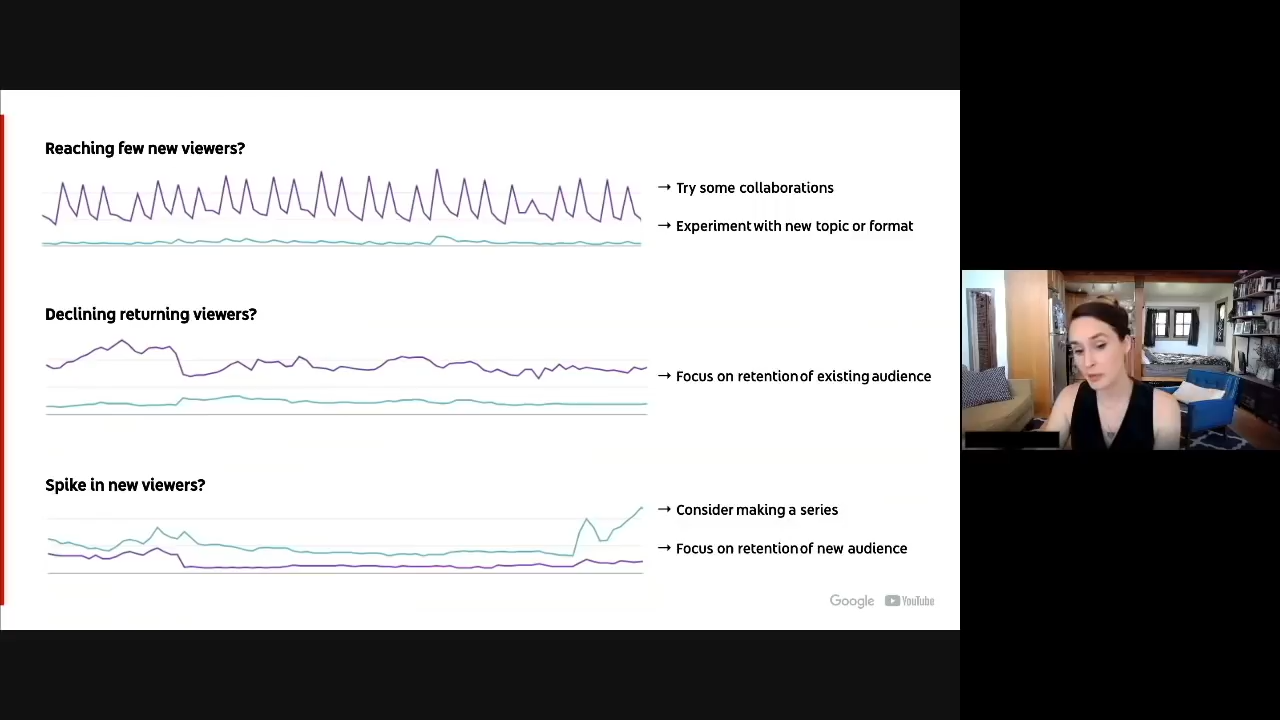 Reaching few new viewers?
→ Try some collaborations
→ Experiment with new topic or format
Declining returning viewers?
→ Focus on retention of existing audience
Spike in new viewers?
→ Consider making a series
→ Focus on retention of new audience
Google YouTube